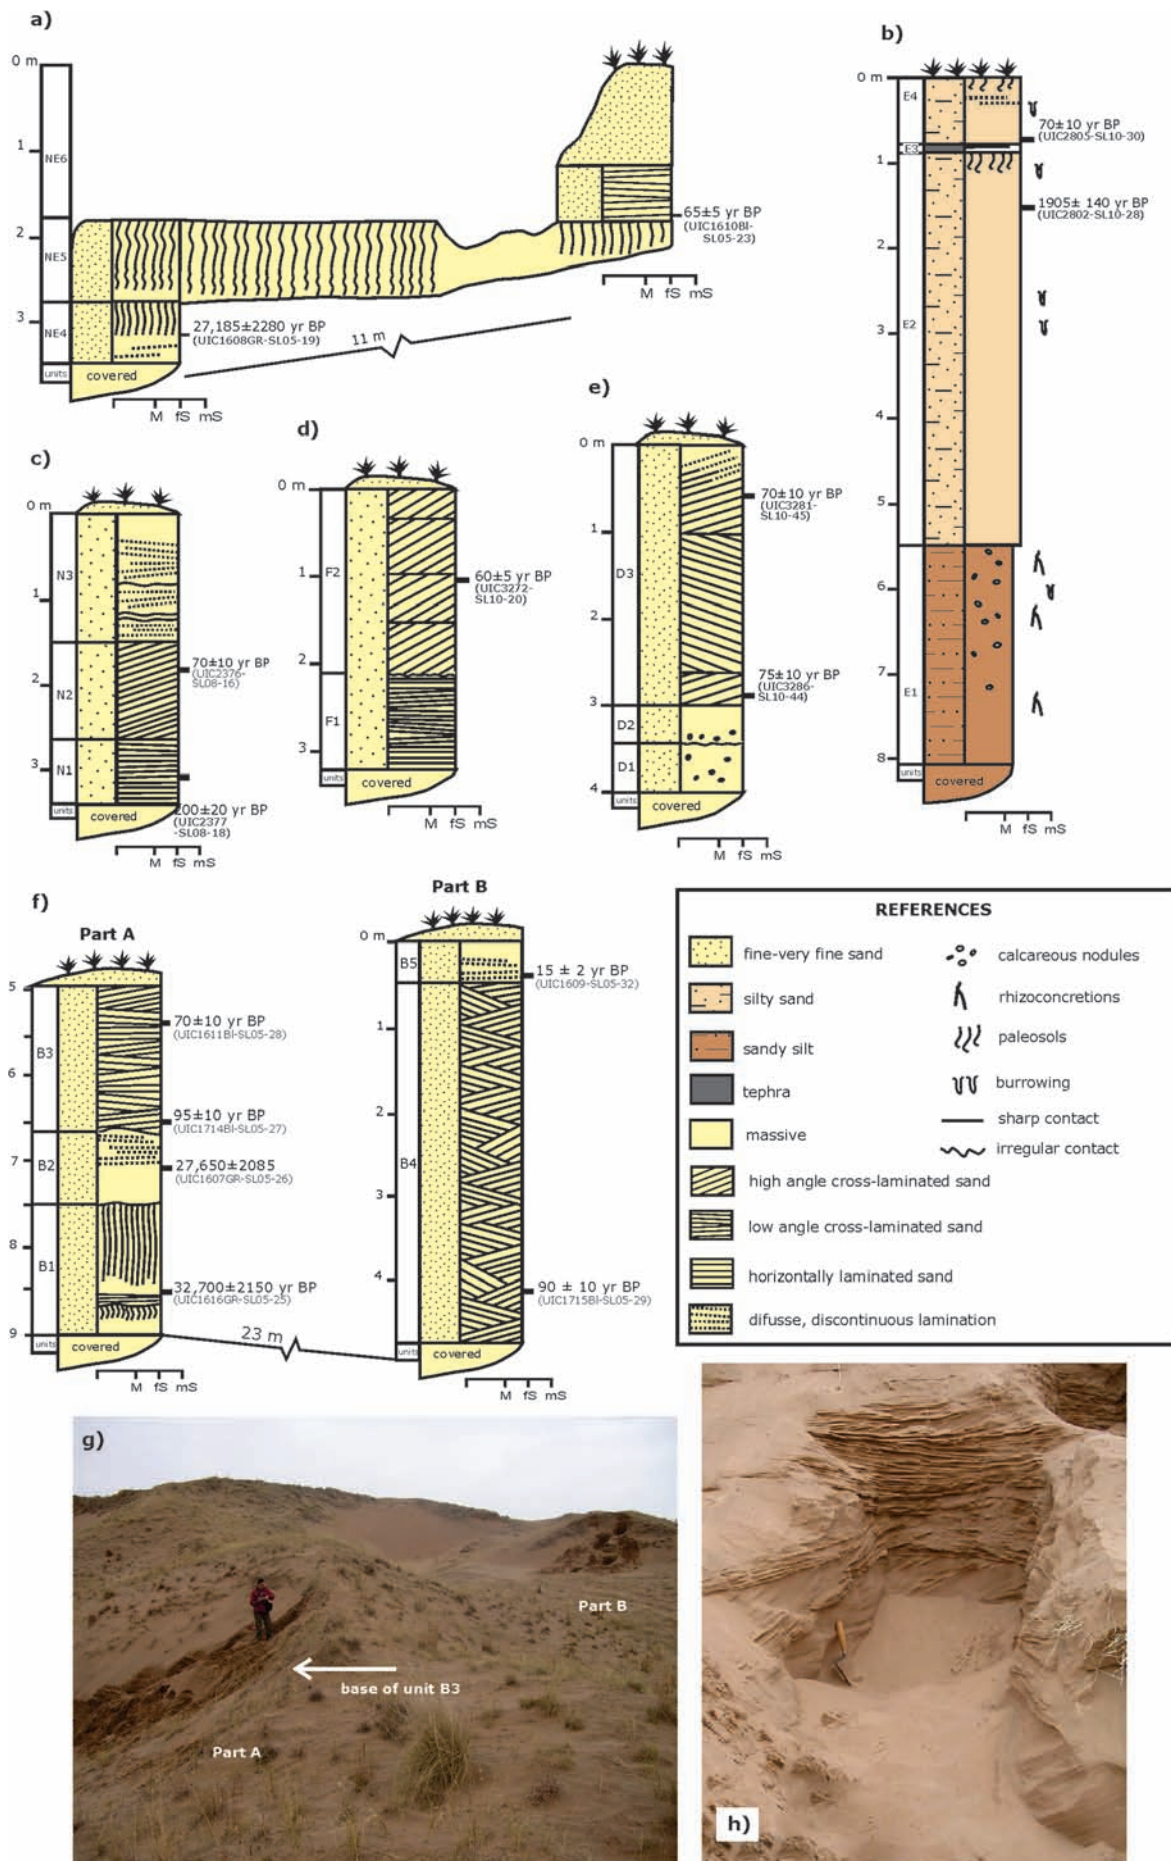 a)
0 m
1
2
3
NE6
NE5
NE4
units
covered
27,185±2280 yr BP
(UIC1608GR-SL05-19)
65±5 yr BP
(UIC1610BI-
SL05-23)
M fS mS
11 m
M fS mS
b)
0 m
1
2
3
4
5
6
7
8
E4
E3
E2
E1
units
covered
70±10 yr BP
(UIC2805-SL10-30)
1905± 140 yr BP
(UIC2802-SL10-28)
M fS mS
c)
0 m
1
2
3
N3
N2
N1
units
covered
70±10 yr BP
(UIC2376-
SL08-16)
200±20 yr BP
(UIC2377
-SL08-18)
M fS mS
d)
0 m
1
2
3
F2
F1
units
covered
60±5 yr BP
(UIC3272-
SL10-20)
M fS mS
e)
0 m
1
2
3
4
D3
D2
D1
units
covered
70±10 yr BP
(UIC3281-
SL10-45)
75±10 yr BP
(UIC3286-
SL10-44)
M fS mS
f)
Part A
5
6
7
8
9
B3
B2
B1
units
covered
70±10 yr BP
(UIC1611BI-SL05-28)
95±10 yr BP
(UIC1714BI-SL05-27)
27,650±2085
(UIC1607GR-SL05-26)
32,700±2150 yr BP
(UIC1616GR-SL05-25)
M fS mS
23 m
Part B
0 m
1
2
3
4
B5
B4
units
covered
15 ± 2 yr BP
(UIC1609-SL05-32)
90 ± 10 yr BP
(UIC1715BI-SL05-29)
M fS mS
REFERENCES
fine-very fine sand
silty sand
sandy silt
tephra
massive
high angle cross-laminated sand
low angle cross-laminated sand
horizontally laminated sand
difusse, discontinuous lamination
calcareous nodules
rhizoconcretions
paleosols
burrowing
sharp contact
irregular contact
g)
Part B
base of unit B3
Part A
h)